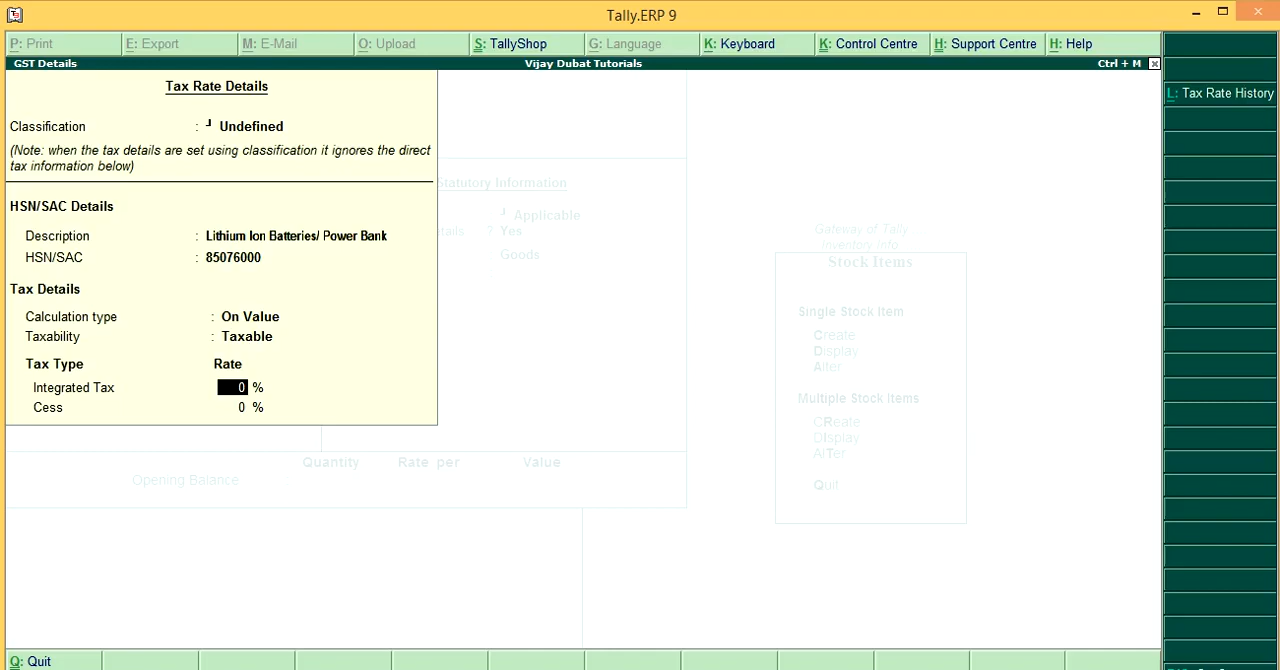 Tally.ERP 9
P: Print E: Export M: E-Mail O: Upload S: TallyShop G: Language K: Keyboard K: Control Centre H: Support Centre H: Help
GST Details Vijay Dubat Tutorials Ctrl + M
L: Tax Rate History
Tax Rate Details
Classification : ┘ Undefined
(Note: when the tax details are set using classification it ignores the direct
tax information below)
HSN/SAC Details
Description : Lithium Ion Batteries/ Power Bank
HSN/SAC : 85076000
Tax Details
Calculation type : On Value
Taxability : Taxable
Tax Type Rate
Integrated Tax 0 %
Cess 0 %
Statutory Information
┘ Applicable
etails ? Yes
Goods
Quantity Rate per Value
Opening Balance
Gateway of Tally ...
Inventory Info.
Stock Items
Single Stock Item
Create
Display
Alter
Multiple Stock Items
CReate
DIsplay
AlTer
Quit
Q: Quit